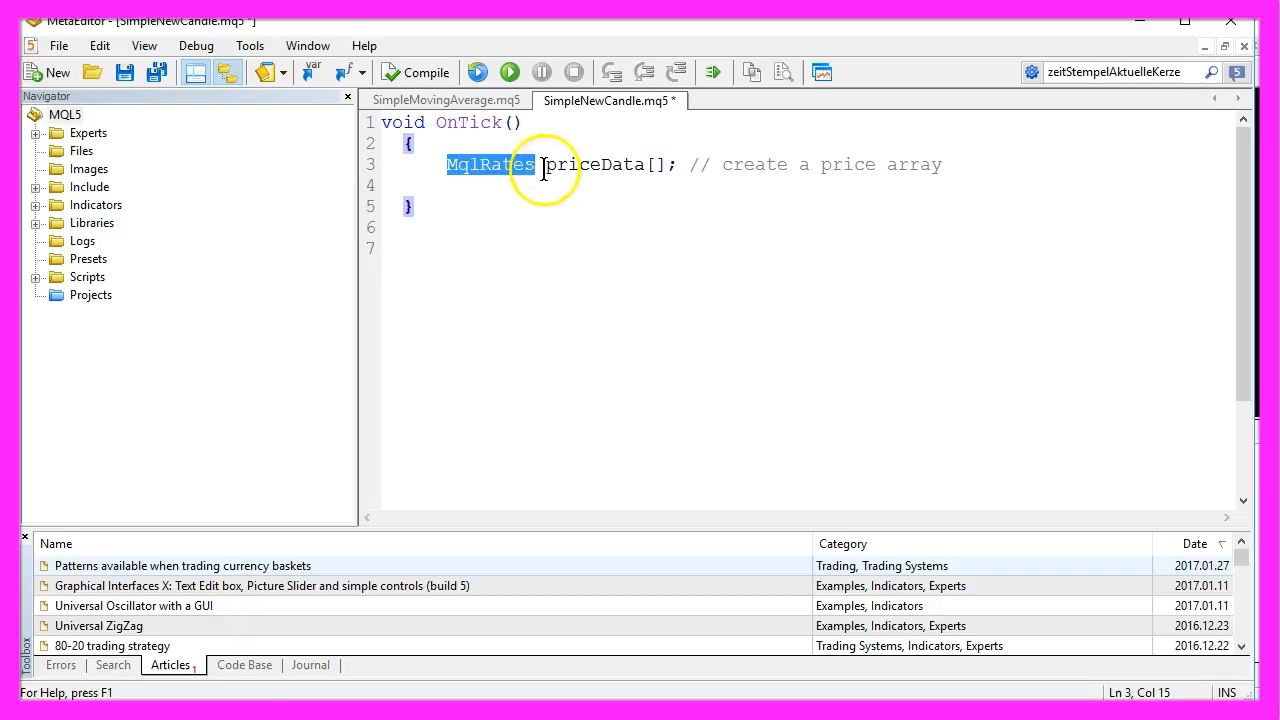 MetaEditor - [SimpleNewCandle.mq5 *]
File Edit View Debug Tools Window Help
New Compile zeitStempelAktuelleKerze
Navigator
SimpleMovingAverage.mq5 SimpleNewCandle.mq5 *
MQL5
Experts
Files
Images
Include
Indicators
Libraries
Logs
Presets
Scripts
Projects
1 void OnTick()
2 {
3 MqlRates priceData[]; // create a price array
4
5 }
6
7
Name Category Date
Patterns available when trading currency baskets Trading, Trading Systems 2017.01.27
Graphical Interfaces X: Text Edit box, Picture Slider and simple controls (build 5) Examples, Indicators, Experts 2017.01.11
Universal Oscillator with a GUI Examples, Indicators 2017.01.11
Universal ZigZag Examples, Indicators, Experts 2016.12.23
80-20 trading strategy Trading Systems, Indicators, Experts 2016.12.22
Toolbox
Errors Search Articles 1 Code Base Journal
For Help, press F1 Ln 3, Col 15 INS